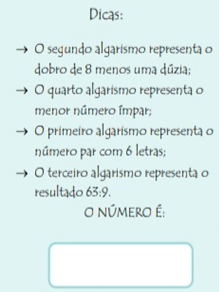 Dicas:
→ O segundo algarismo representa o
dobro de 8 menos uma dúzia;
→ O quarto algarismo representa o
menor número ímpar;
→ O primeiro algarismo representa o
número par com 6 letras;
→ O terceiro algarismo representa o
resultado 63:9.
O NÚMERO É: